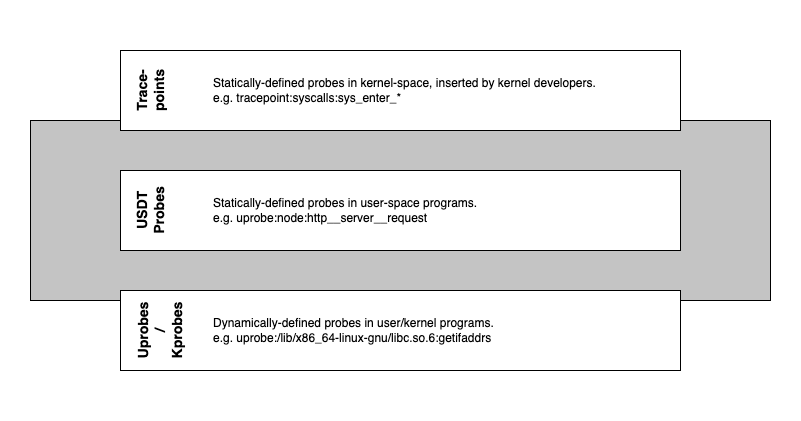 Trace-
points
Statically-defined probes in kernel-space, inserted by kernel developers.
e.g. tracepoint:syscalls:sys_enter_*
USDT
Probes
Statically-defined probes in user-space programs.
e.g. uprobe:node:http__server__request
Uprobes
/
Kprobes
Dynamically-defined probes in user/kernel programs.
e.g. uprobe:/lib/x86_64-linux-gnu/libc.so.6:getifaddrs